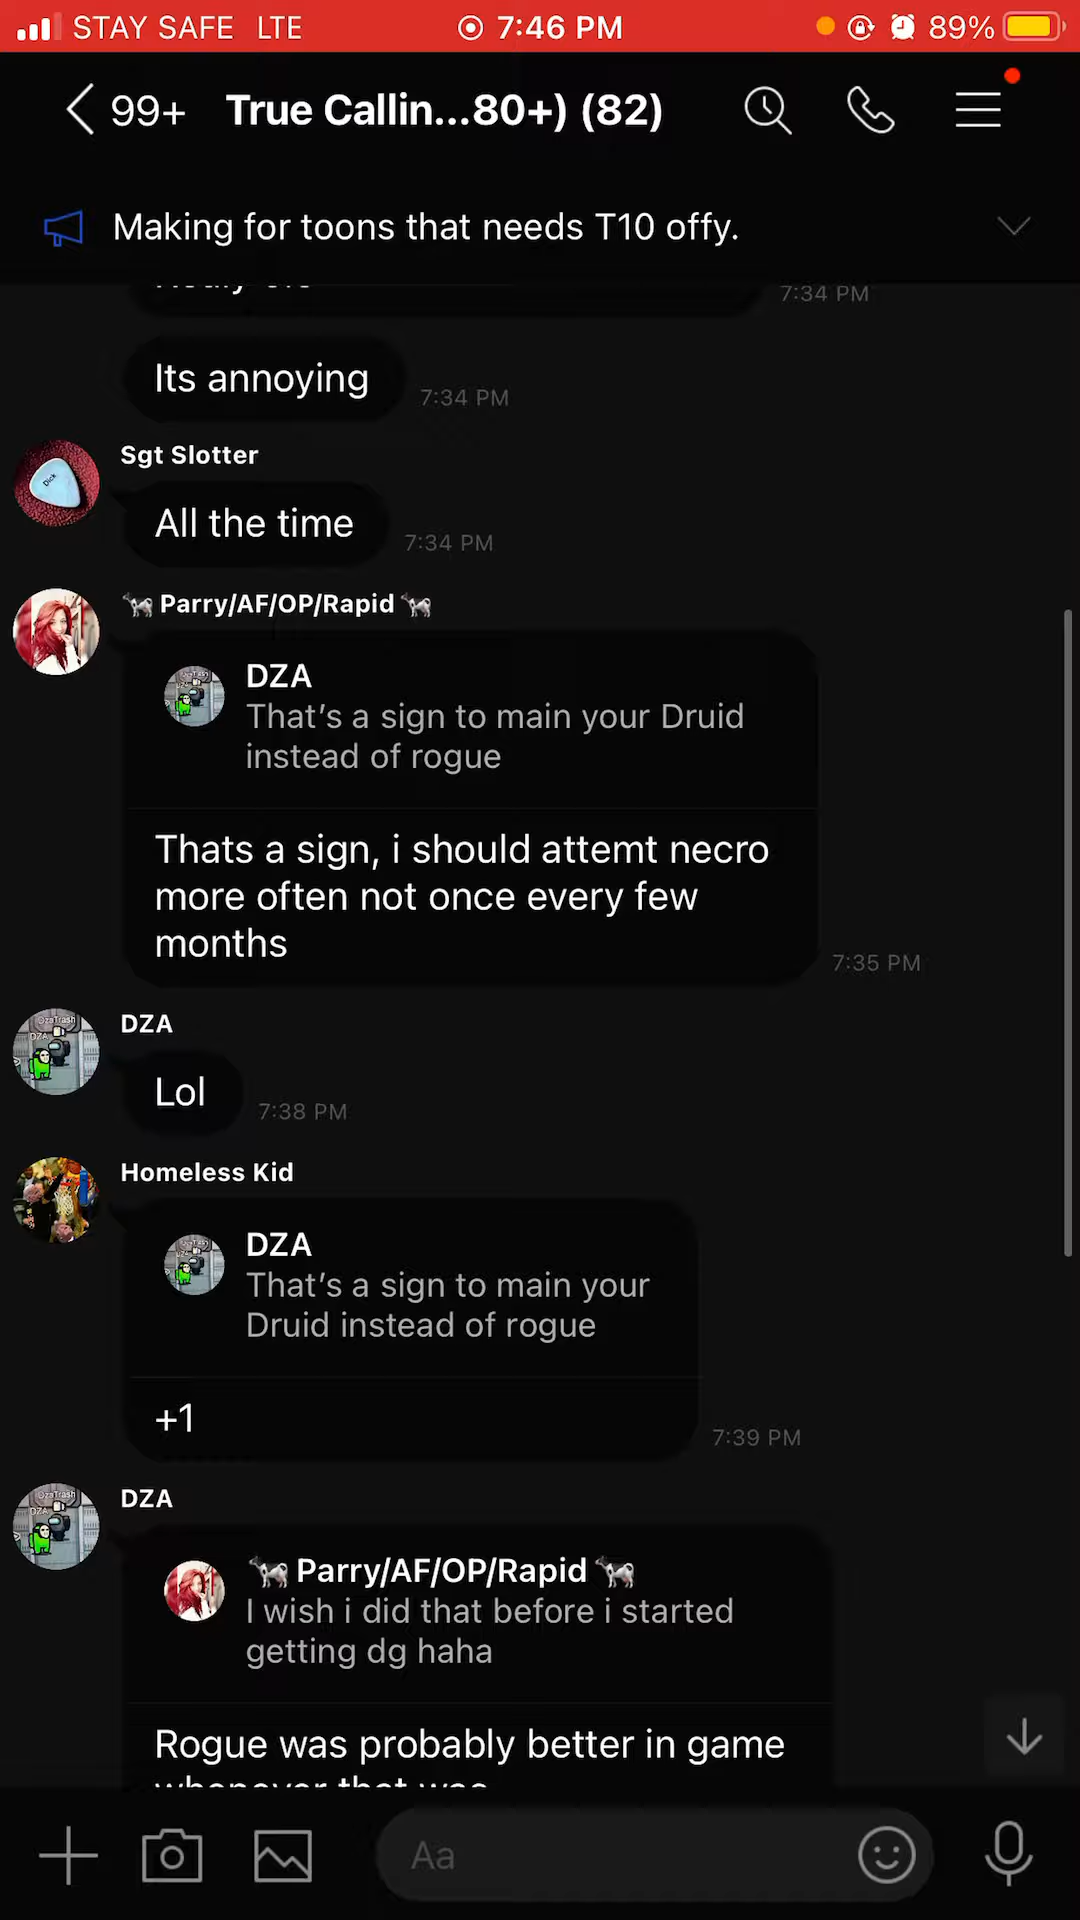 STAY SAFE LTE 7:46 PM 89%
99+ True Callin...80+) (82)
Making for toons that needs T10 offy.
7:34 PM
Its annoying 7:34 PM
Sgt Slotter
All the time 7:34 PM
🐄 Parry/AF/OP/Rapid 🐄
DZA
That's a sign to main your Druid
instead of rogue
Thats a sign, i should attemt necro
more often not once every few
months
7:35 PM
DZA
Lol 7:38 PM
Homeless Kid
DZA
That's a sign to main your
Druid instead of rogue
+1
7:39 PM
DZA
🐄 Parry/AF/OP/Rapid 🐄
I wish i did that before i started
getting dg haha
Rogue was probably better in game
whenever that was
Aa